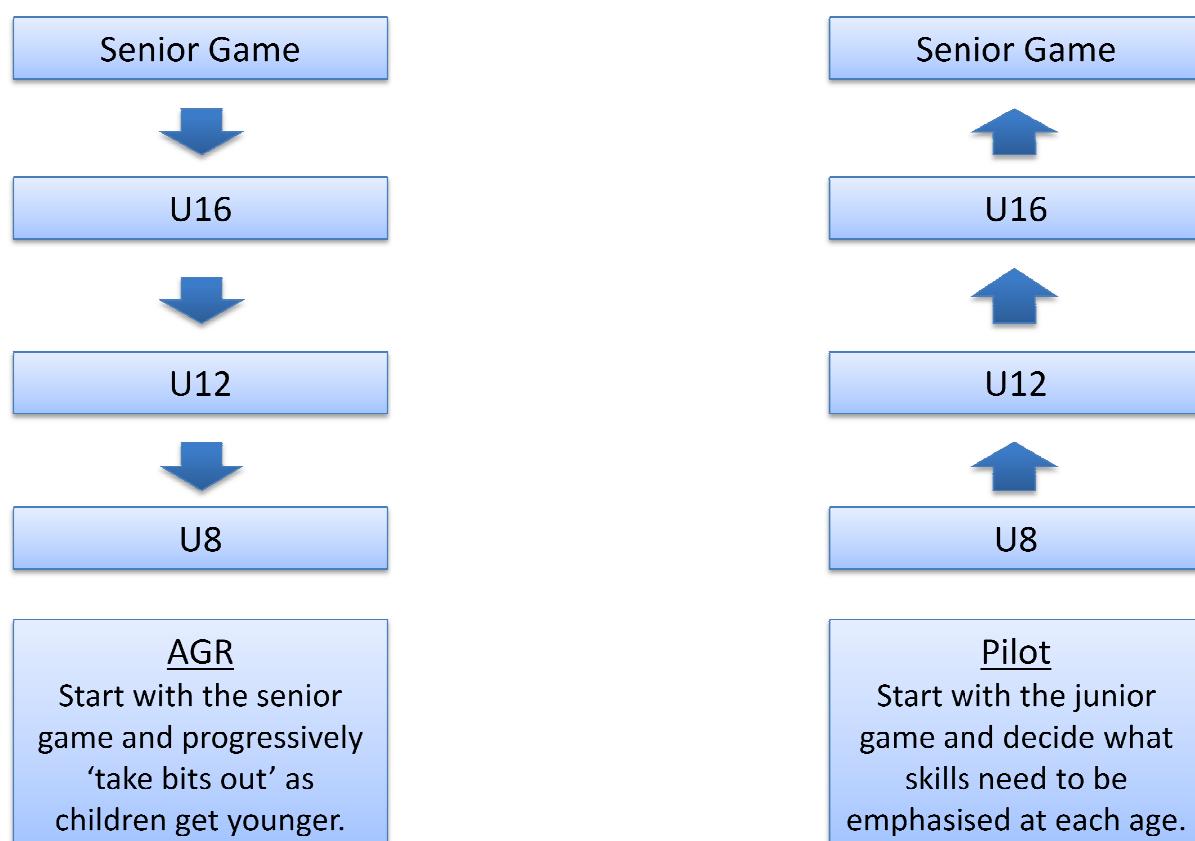 Senior Game
U16
U12
U8
AGR
Start with the senior
game and progressively
‘take bits out’ as
children get younger.
Senior Game
U16
U12
U8
Pilot
Start with the junior
game and decide what
skills need to be
emphasised at each age.